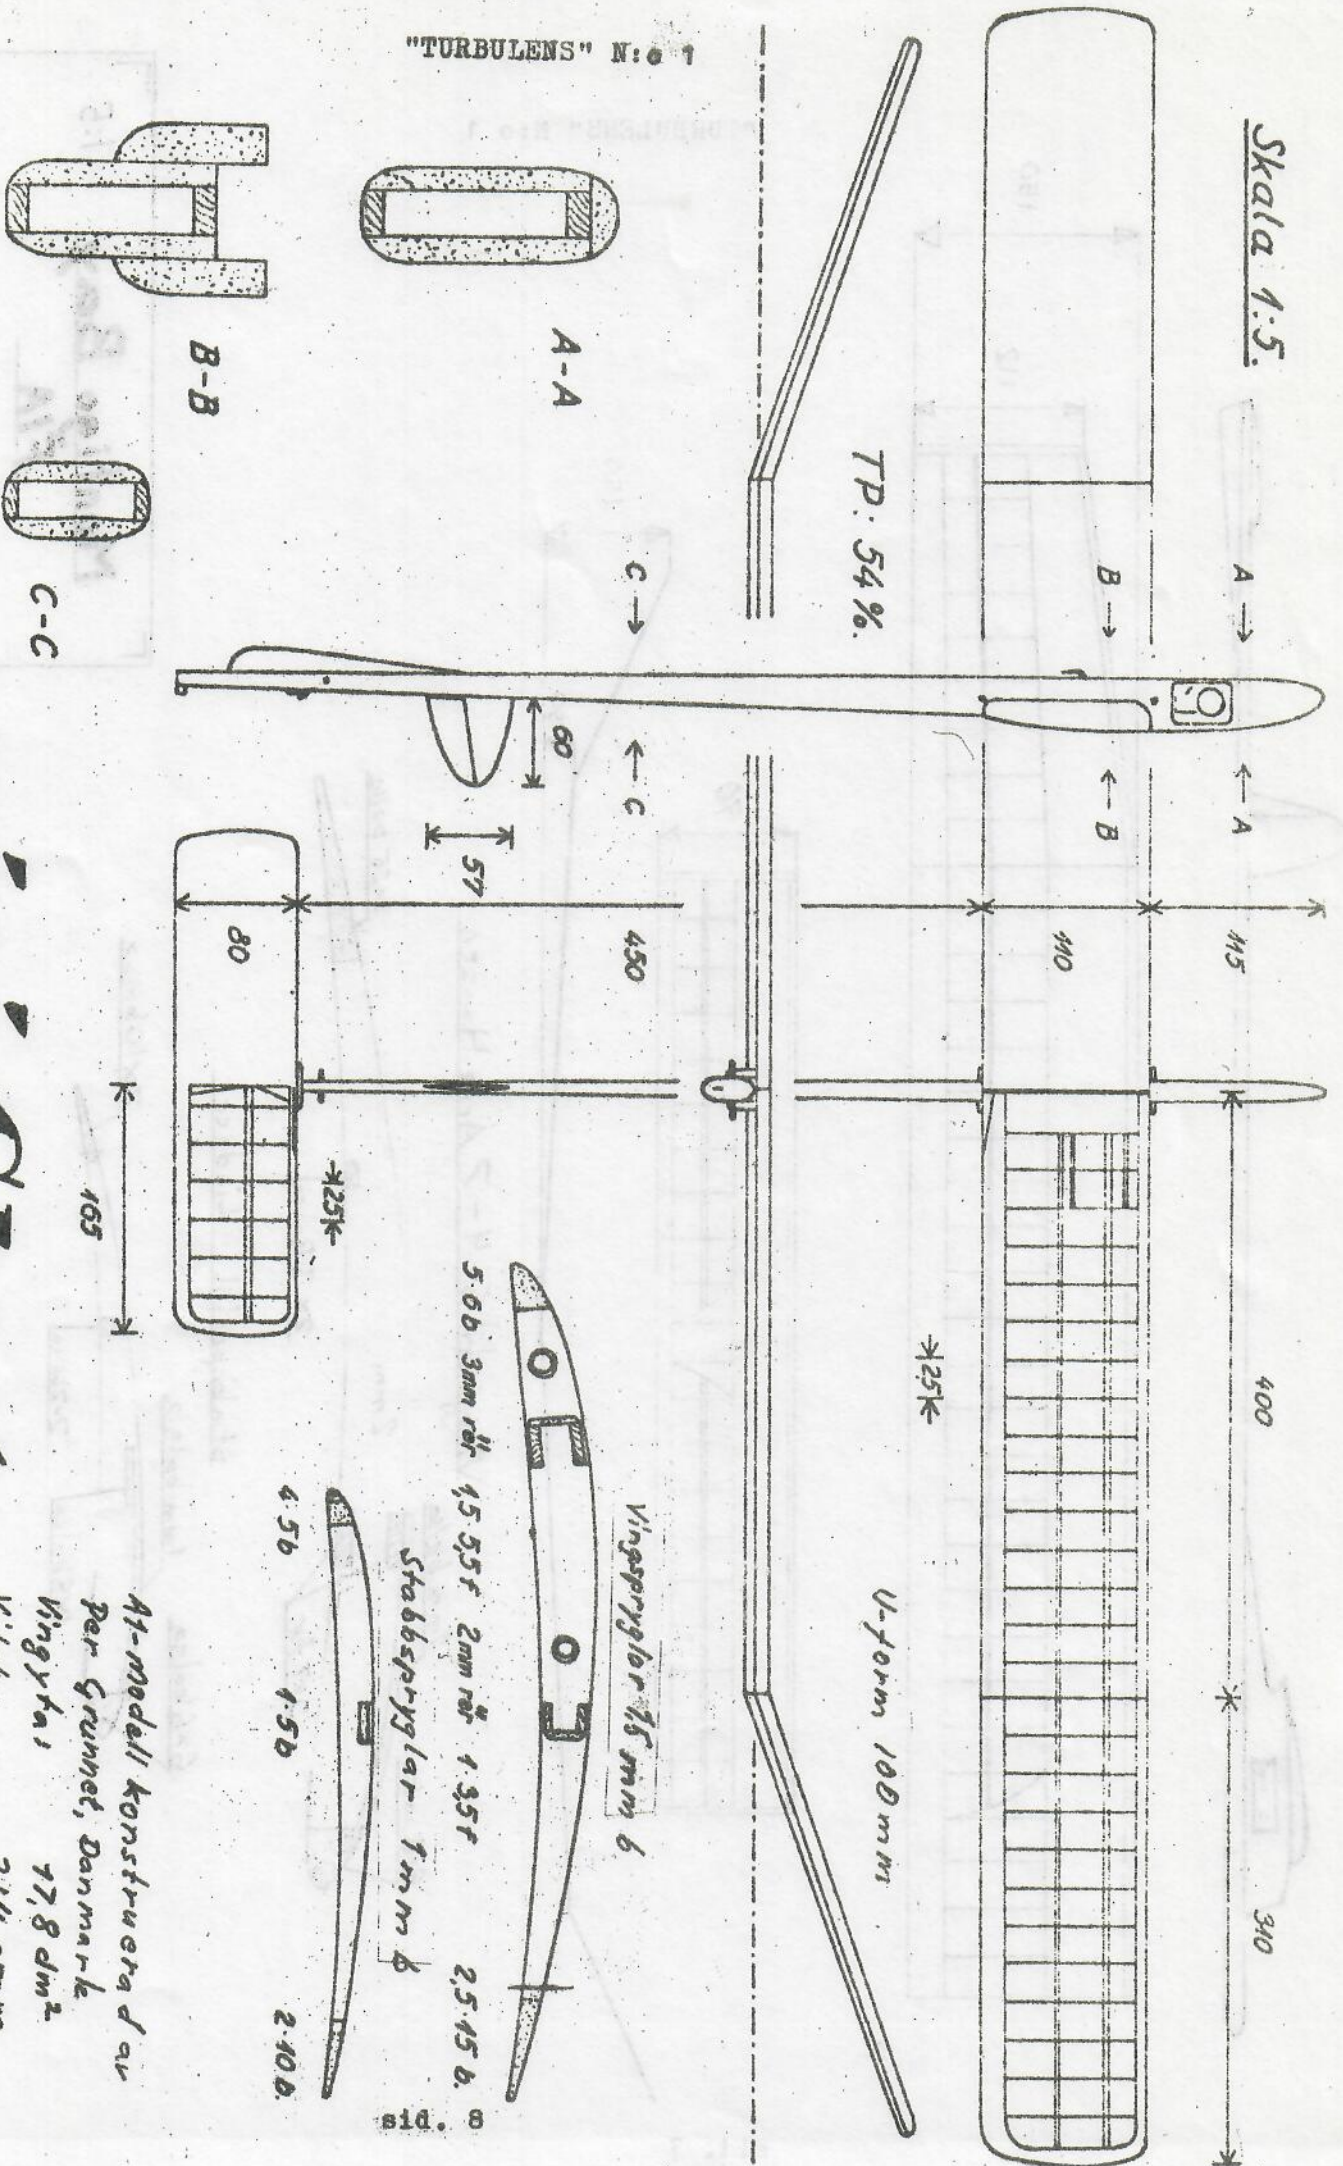 "TURBULENS" N:o 1
Skala 1:5.
A → ← A
B → ← B
C → ← C
TP: 54%.
A-A
B-B
C-C
60
57
115
110
450
80
165
*25*
*25*
400
310
U-form 100 mm
Vingspryglar 1,5 mm b
5·6b 3mm rör 1,5·5,5f 2mm rör 1·3,5f 2,5·15 b.
Stabbspryglar 1mm b
4·5b 1·5b 2·10b.
A1-modell konstruerad av
Per Grunnet, Danmark
Vingyta: 17,8 dm²
sid. 8